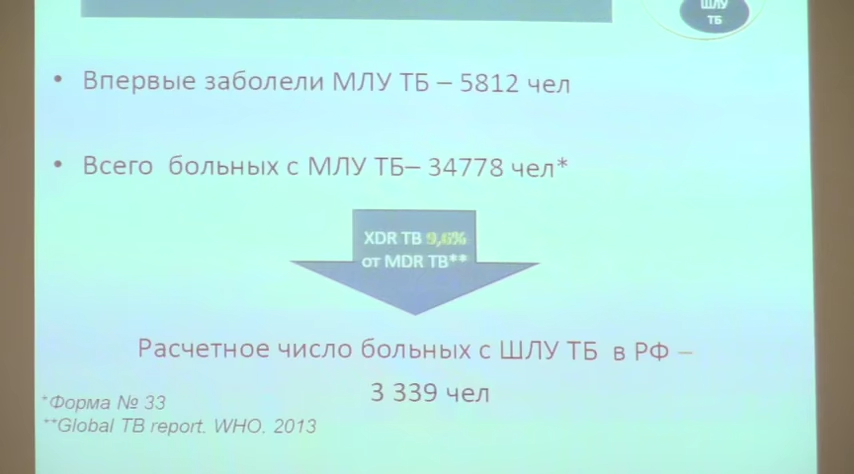 ШЛУ
ТБ
• Впервые заболели МЛУ ТБ – 5812 чел
• Всего больных с МЛУ ТБ– 34778 чел*
XDR TB 9,6%
от MDR TB**
Расчетное число больных с ШЛУ ТБ в РФ –
3 339 чел
*Форма № 33
**Global TB report. WHO. 2013